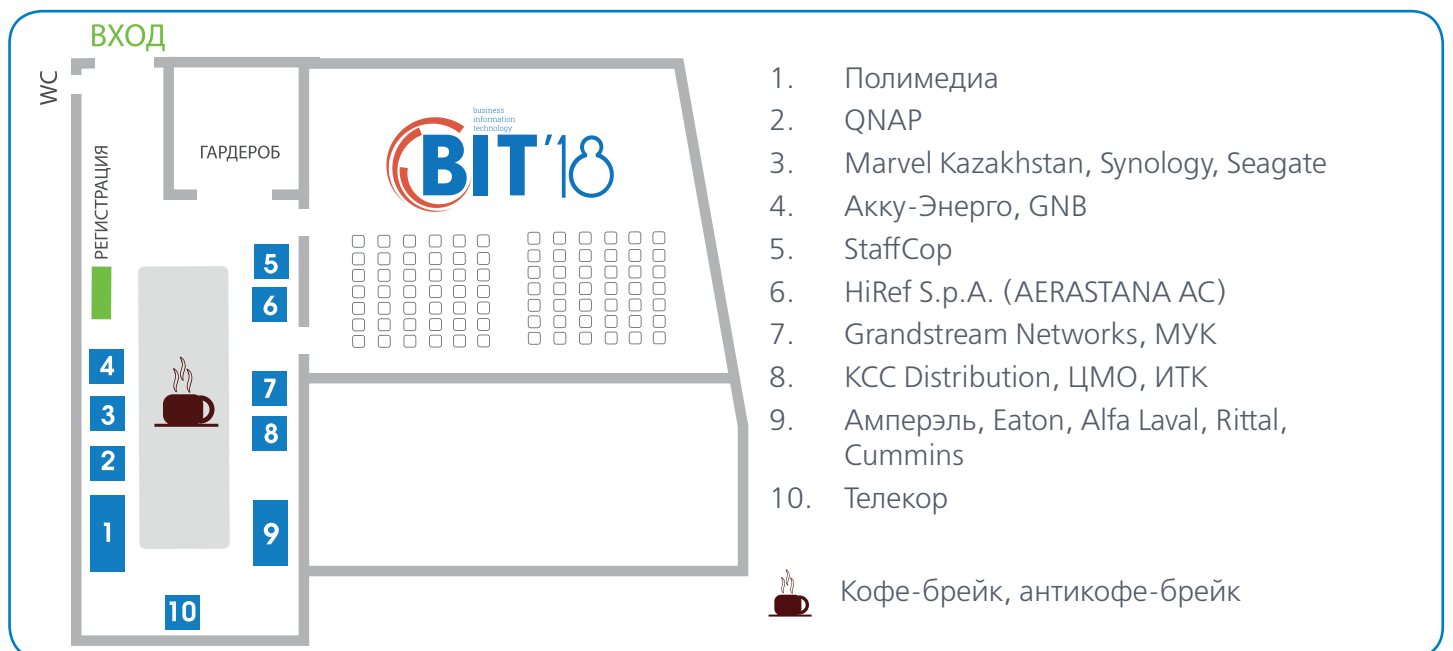 ВХОД
WC
РЕГИСТРАЦИЯ
ГАРДЕРОБ
business
information
technology
BIT'18
5
6
4
7
3
8
2
1
9
10
1. Полимедиа
2. QNAP
3. Marvel Kazakhstan, Synology, Seagate
4. Акку-Энерго, GNB
5. StaffCop
6. HiRef S.p.A. (AERASTANA AC)
7. Grandstream Networks, МУК
8. KCC Distribution, ЦМО, ИТК
9. Амперэль, Eaton, Alfa Laval, Rittal,
Cummins
10. Телекор
Кофе-брейк, антикофе-брейк